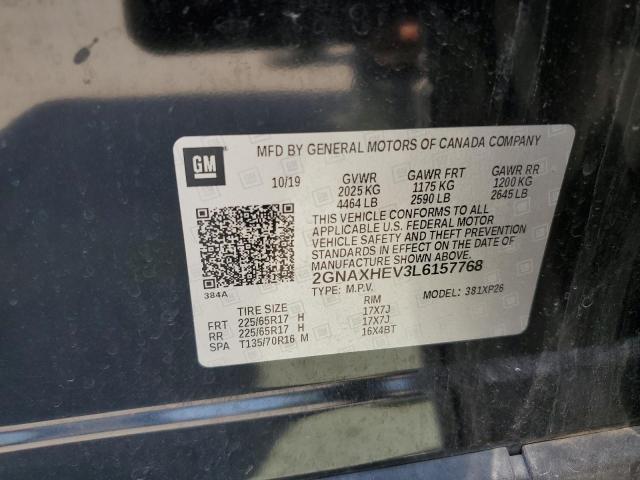 GM
MFD BY GENERAL MOTORS OF CANADA COMPANY
10/19 GVWR GAWR FRT GAWR RR
2025 KG 1175 KG 1200 KG
4464 LB 2590 LB 2645 LB
THIS VEHICLE CONFORMS TO ALL
APPLICABLE U.S. FEDERAL MOTOR
VEHICLE SAFETY AND THEFT PREVENTION
STANDARDS IN EFFECT ON THE DATE OF
MANUFACTURE SHOWN ABOVE.
2GNAXHEV3L6157768
384A
TYPE: M.P.V. MODEL: 381XP26
TIRE SIZE RIM
FRT 225/65R17 H 17X7J
RR 225/65R17 H 17X7J
SPA T135/70R16 M 16X4BT